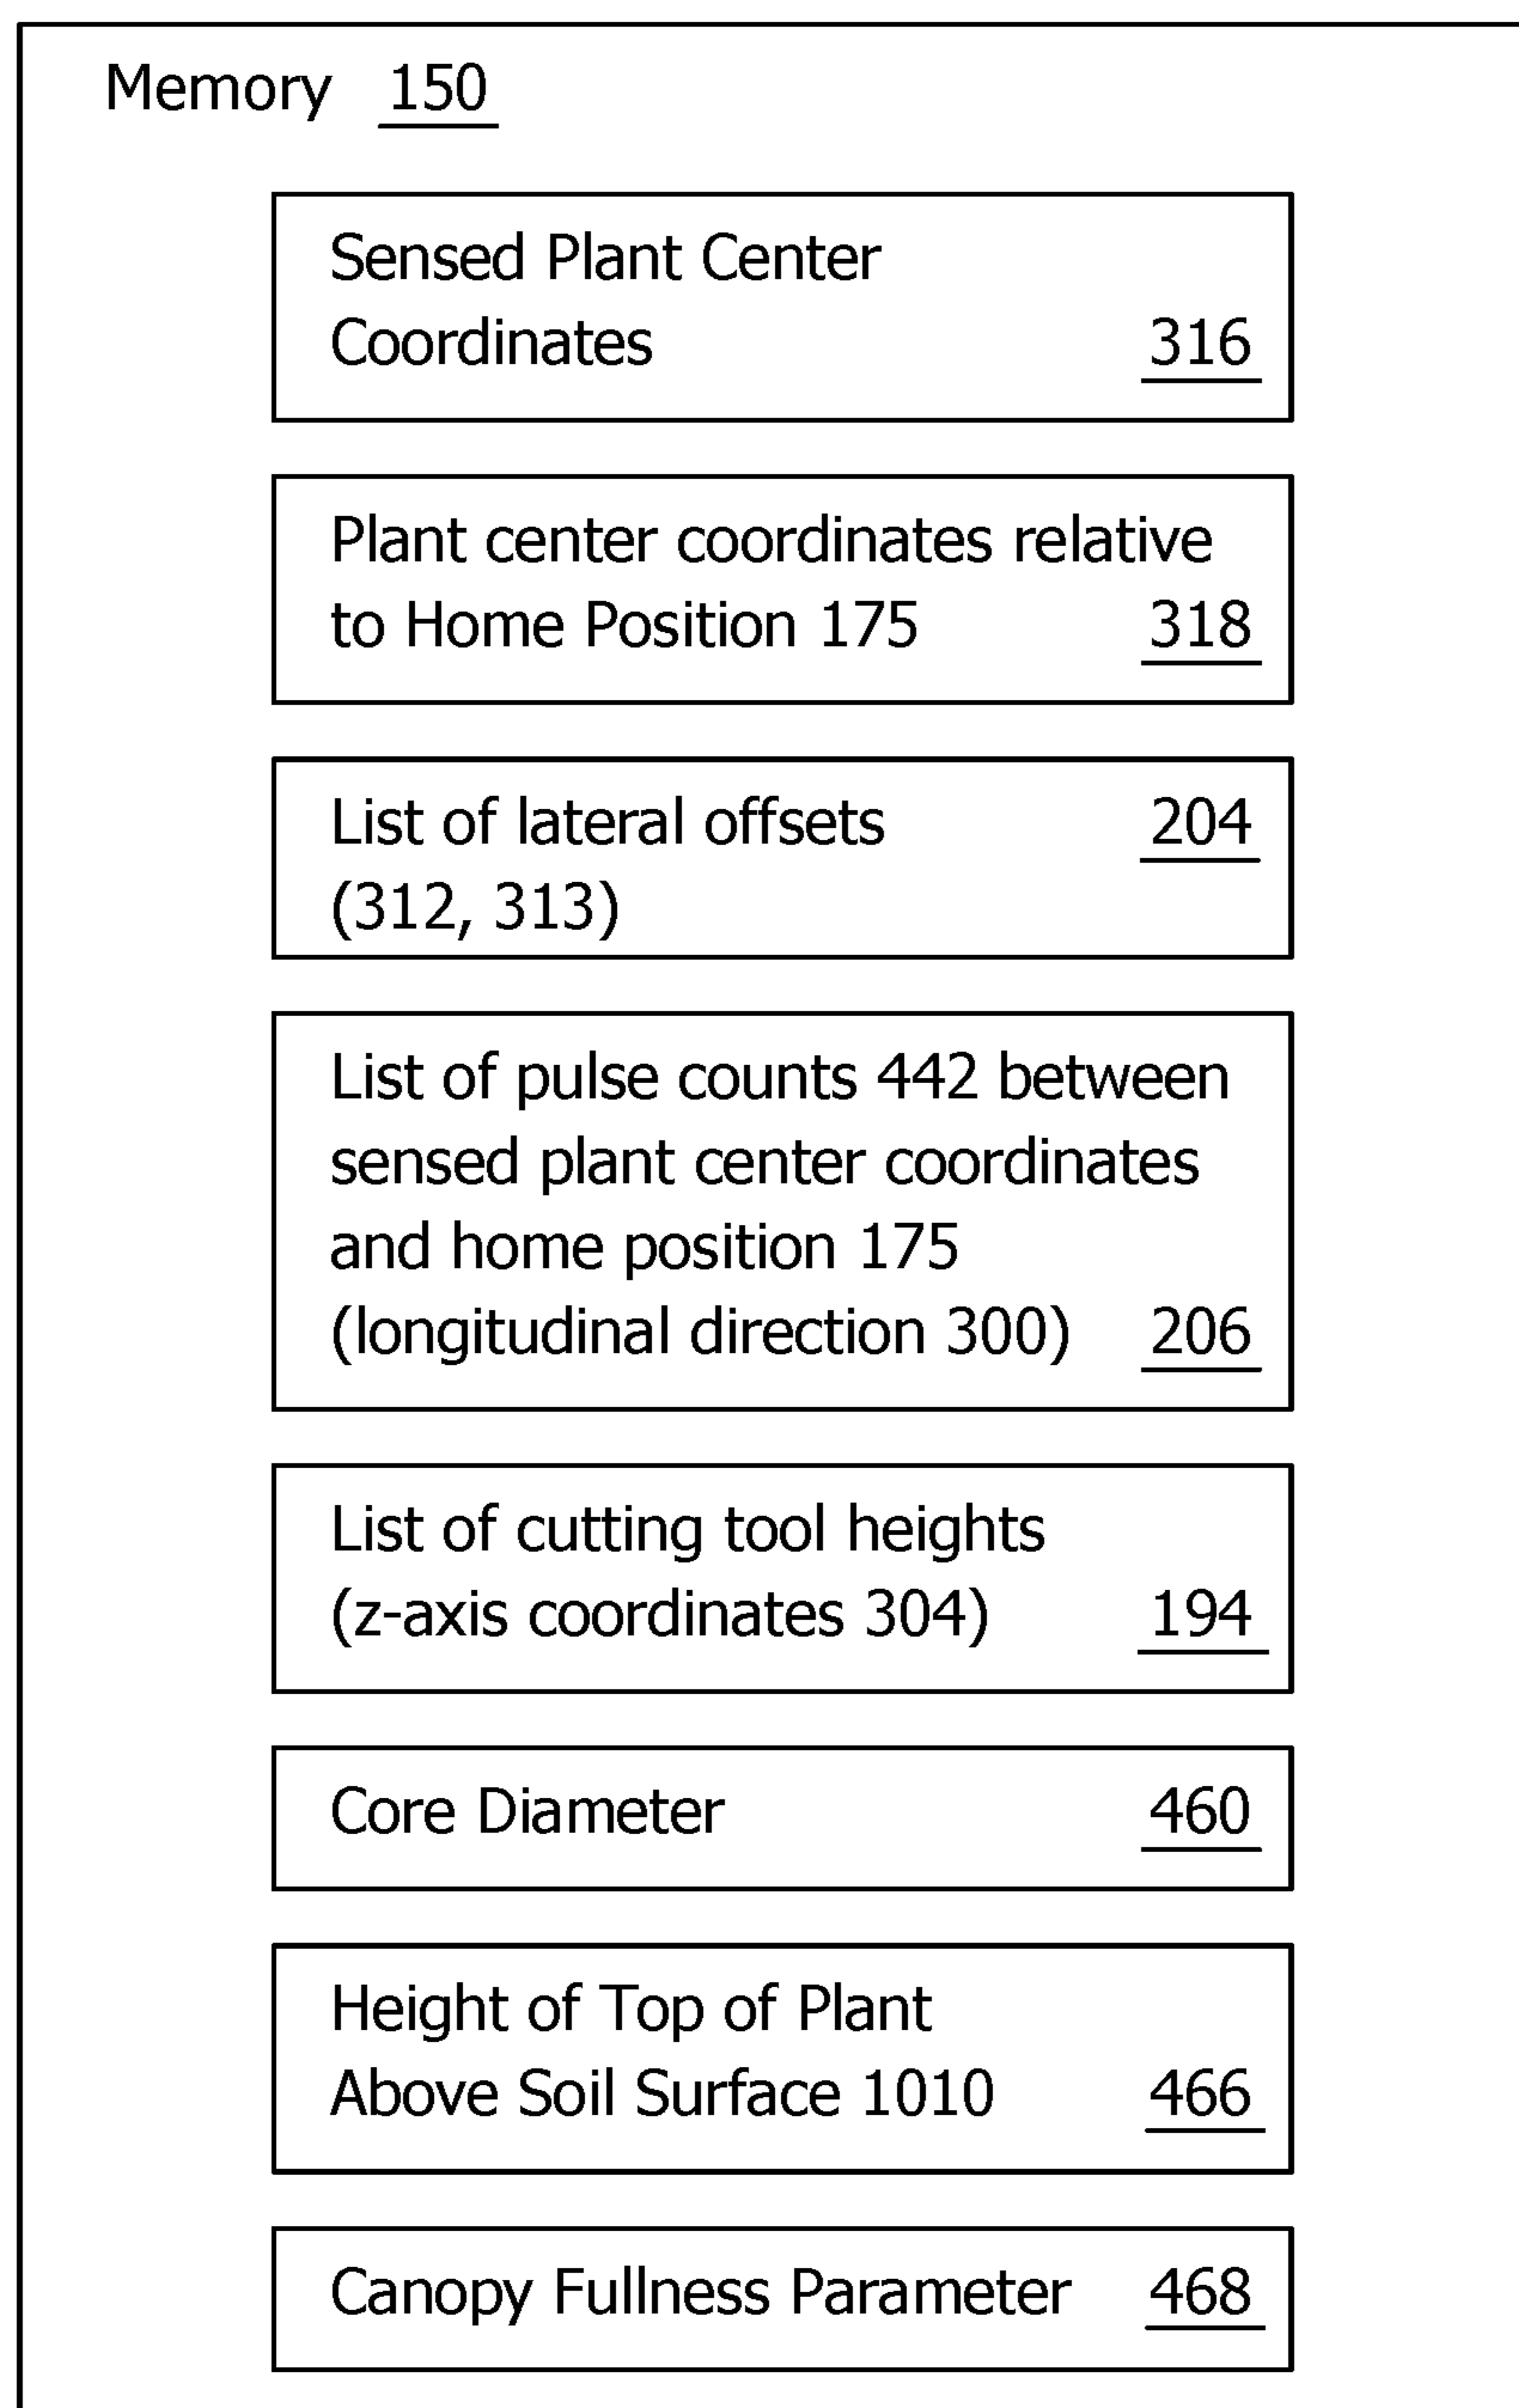 Memory 150
Sensed Plant Center
Coordinates 316
Plant center coordinates relative
to Home Position 175 318
List of lateral offsets 204
(312, 313)
List of pulse counts 442 between
sensed plant center coordinates
and home position 175
(longitudinal direction 300) 206
List of cutting tool heights
(z-axis coordinates 304) 194
Core Diameter 460
Height of Top of Plant
Above Soil Surface 1010 466
Canopy Fullness Parameter 468